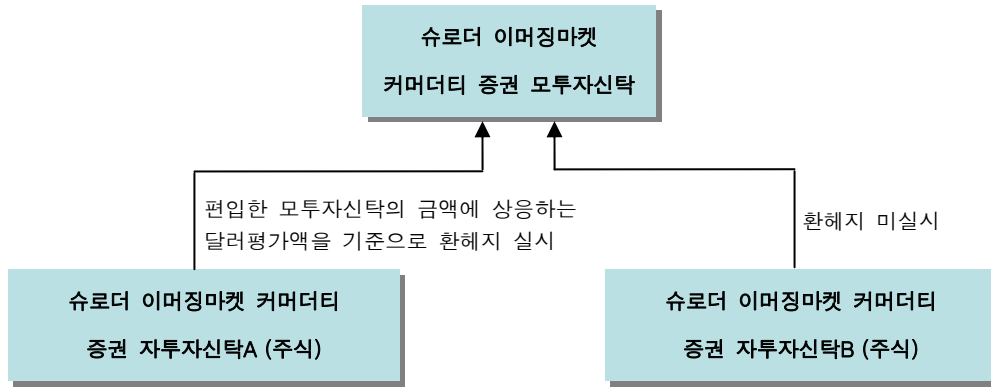 슈로더 이머징마켓
커머더티 증권 모투자신탁
편입한 모투자신탁의 금액에 상응하는
달러평가액을 기준으로 환헤지 실시
환헤지 미실시
슈로더 이머징마켓 커머더티
증권 자투자신탁A (주식)
슈로더 이머징마켓 커머더티
증권 자투자신탁B (주식)